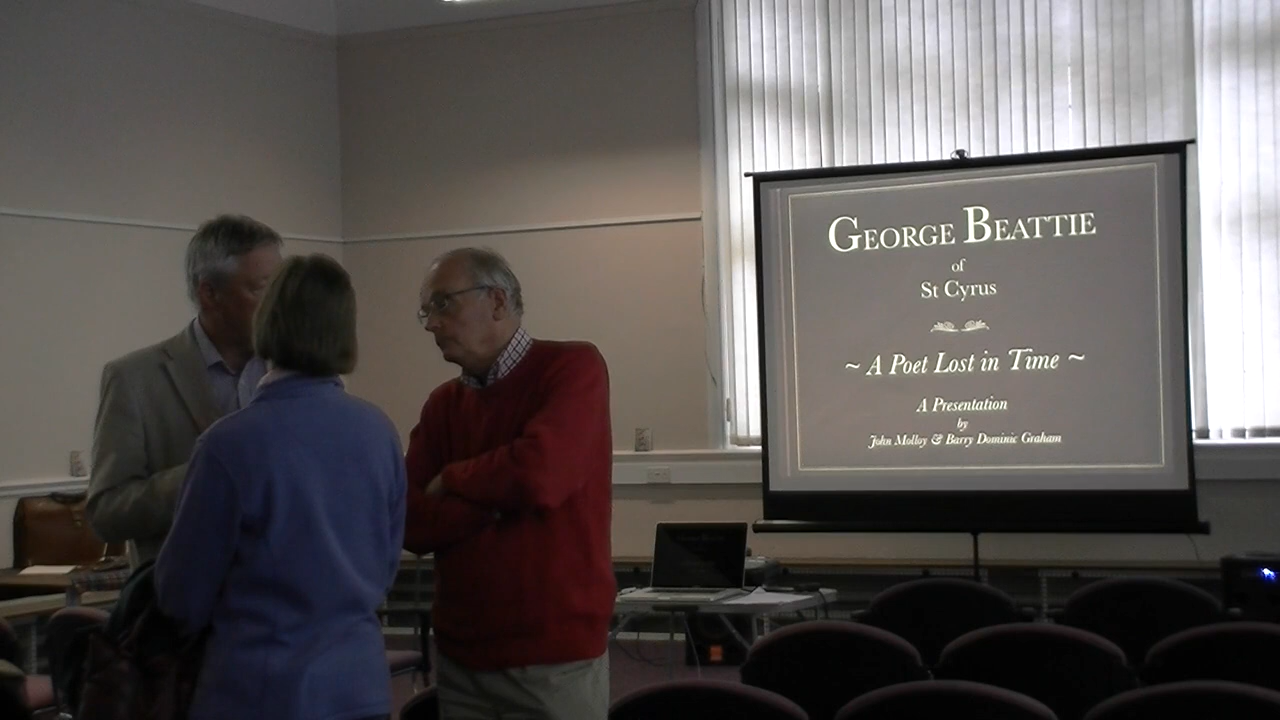 GEORGE BEATTIE
of
St Cyrus
~ A Poet Lost in Time ~
A Presentation
by
John Molloy & Barry Dominic Graham